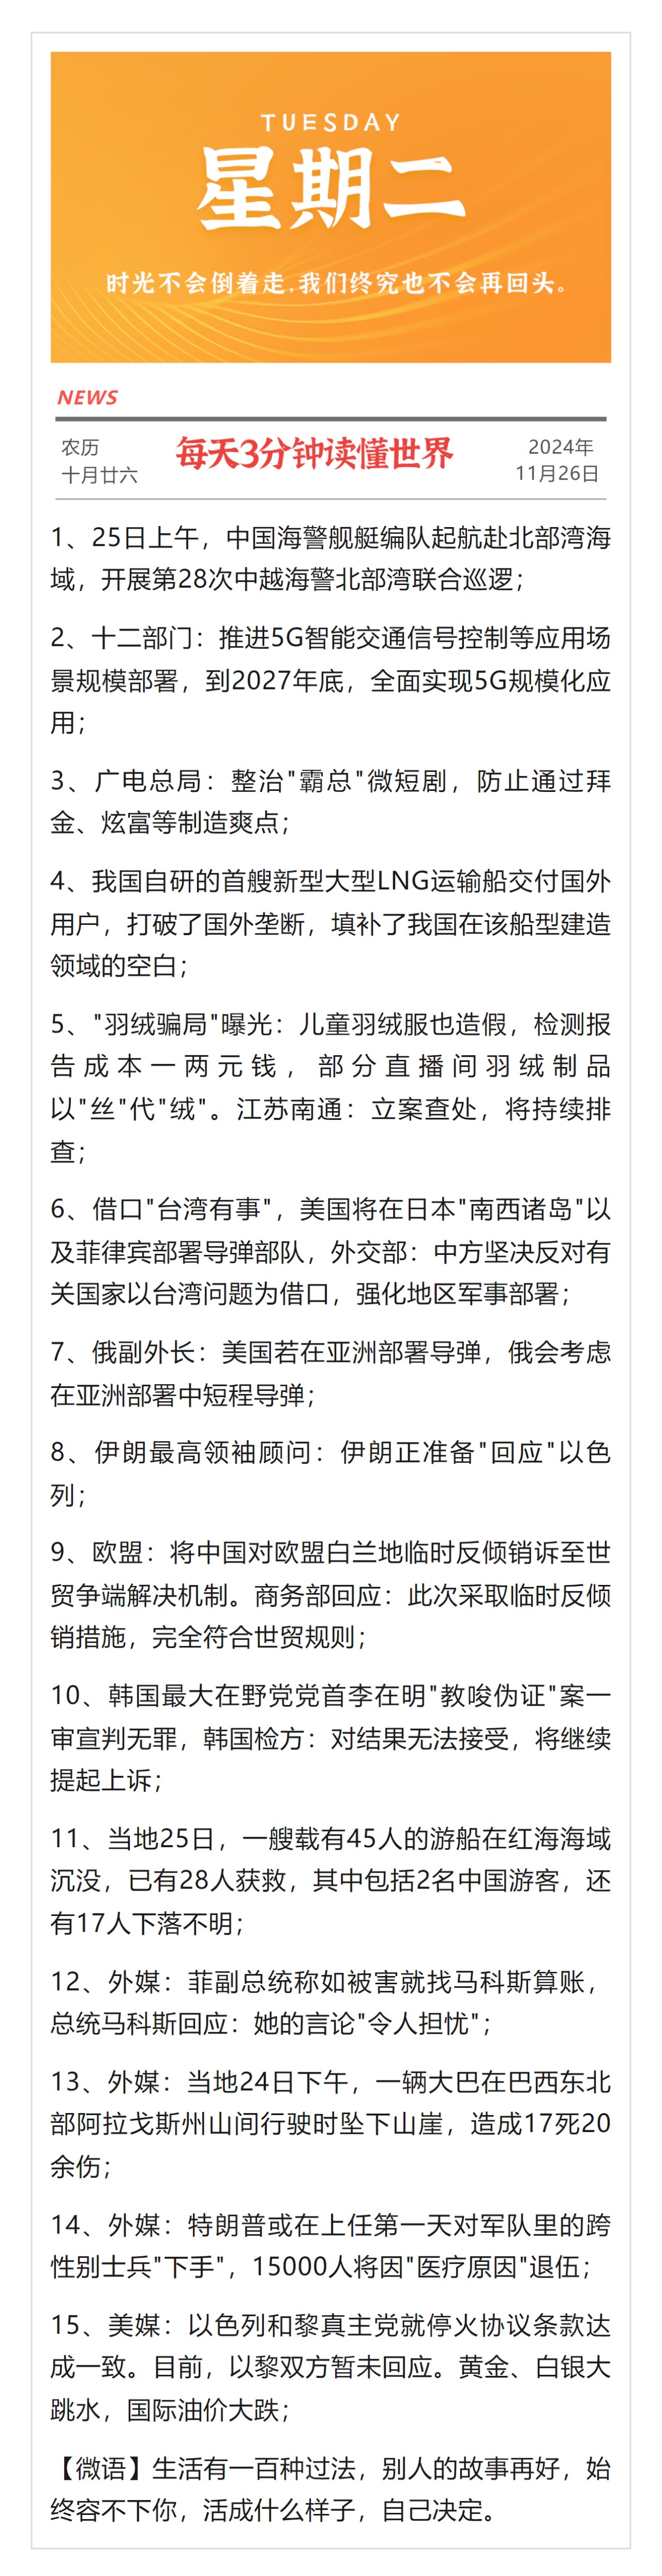 TUESDAY
星期二
时光不会倒着走,我们终究也不会再回头。
NEWS
农历
十月廿六
每天3分钟读懂世界
2024年
11月26日
1、25日上午，中国海警舰艇编队起航赴北部湾海
域，开展第28次中越海警北部湾联合巡逻；
2、十二部门：推进5G智能交通信号控制等应用场
景规模部署，到2027年底，全面实现5G规模化应
用；
3、广电总局：整治"霸总"微短剧，防止通过拜
金、炫富等制造爽点；
4、我国自研的首艘新型大型LNG运输船交付国外
用户，打破了国外垄断，填补了我国在该船型建造
领域的空白；
5、"羽绒骗局"曝光：儿童羽绒服也造假，检测报
告成本一两元钱，部分直播间羽绒制品
以"丝"代"绒"。江苏南通：立案查处，将持续排
查；
6、借口"台湾有事"，美国将在日本"南西诸岛"以
及菲律宾部署导弹部队，外交部：中方坚决反对有
关国家以台湾问题为借口，强化地区军事部署；
7、俄副外长：美国若在亚洲部署导弹，俄会考虑
在亚洲部署中短程导弹；
8、伊朗最高领袖顾问：伊朗正准备"回应"以色
列；
9、欧盟：将中国对欧盟白兰地临时反倾销诉至世
贸争端解决机制。商务部回应：此次采取临时反倾
销措施，完全符合世贸规则；
10、韩国最大在野党党首李在明"教唆伪证"案一
审宣判无罪，韩国检方：对结果无法接受，将继续
提起上诉；
11、当地25日，一艘载有45人的游船在红海海域
沉没，已有28人获救，其中包括2名中国游客，还
有17人下落不明；
12、外媒：菲副总统称如被害就找马科斯算账，
总统马科斯回应：她的言论"令人担忧"；
13、外媒：当地24日下午，一辆大巴在巴西东北
部阿拉戈斯州山间行驶时坠下山崖，造成17死20
余伤；
14、外媒：特朗普或在上任第一天对军队里的跨
性别士兵"下手"，15000人将因"医疗原因"退伍；
15、美媒：以色列和黎真主党就停火协议条款达
成一致。目前，以黎双方暂未回应。黄金、白银大
跳水，国际油价大跌；
【微语】生活有一百种过法，别人的故事再好，始
终容不下你，活成什么样子，自己决定。